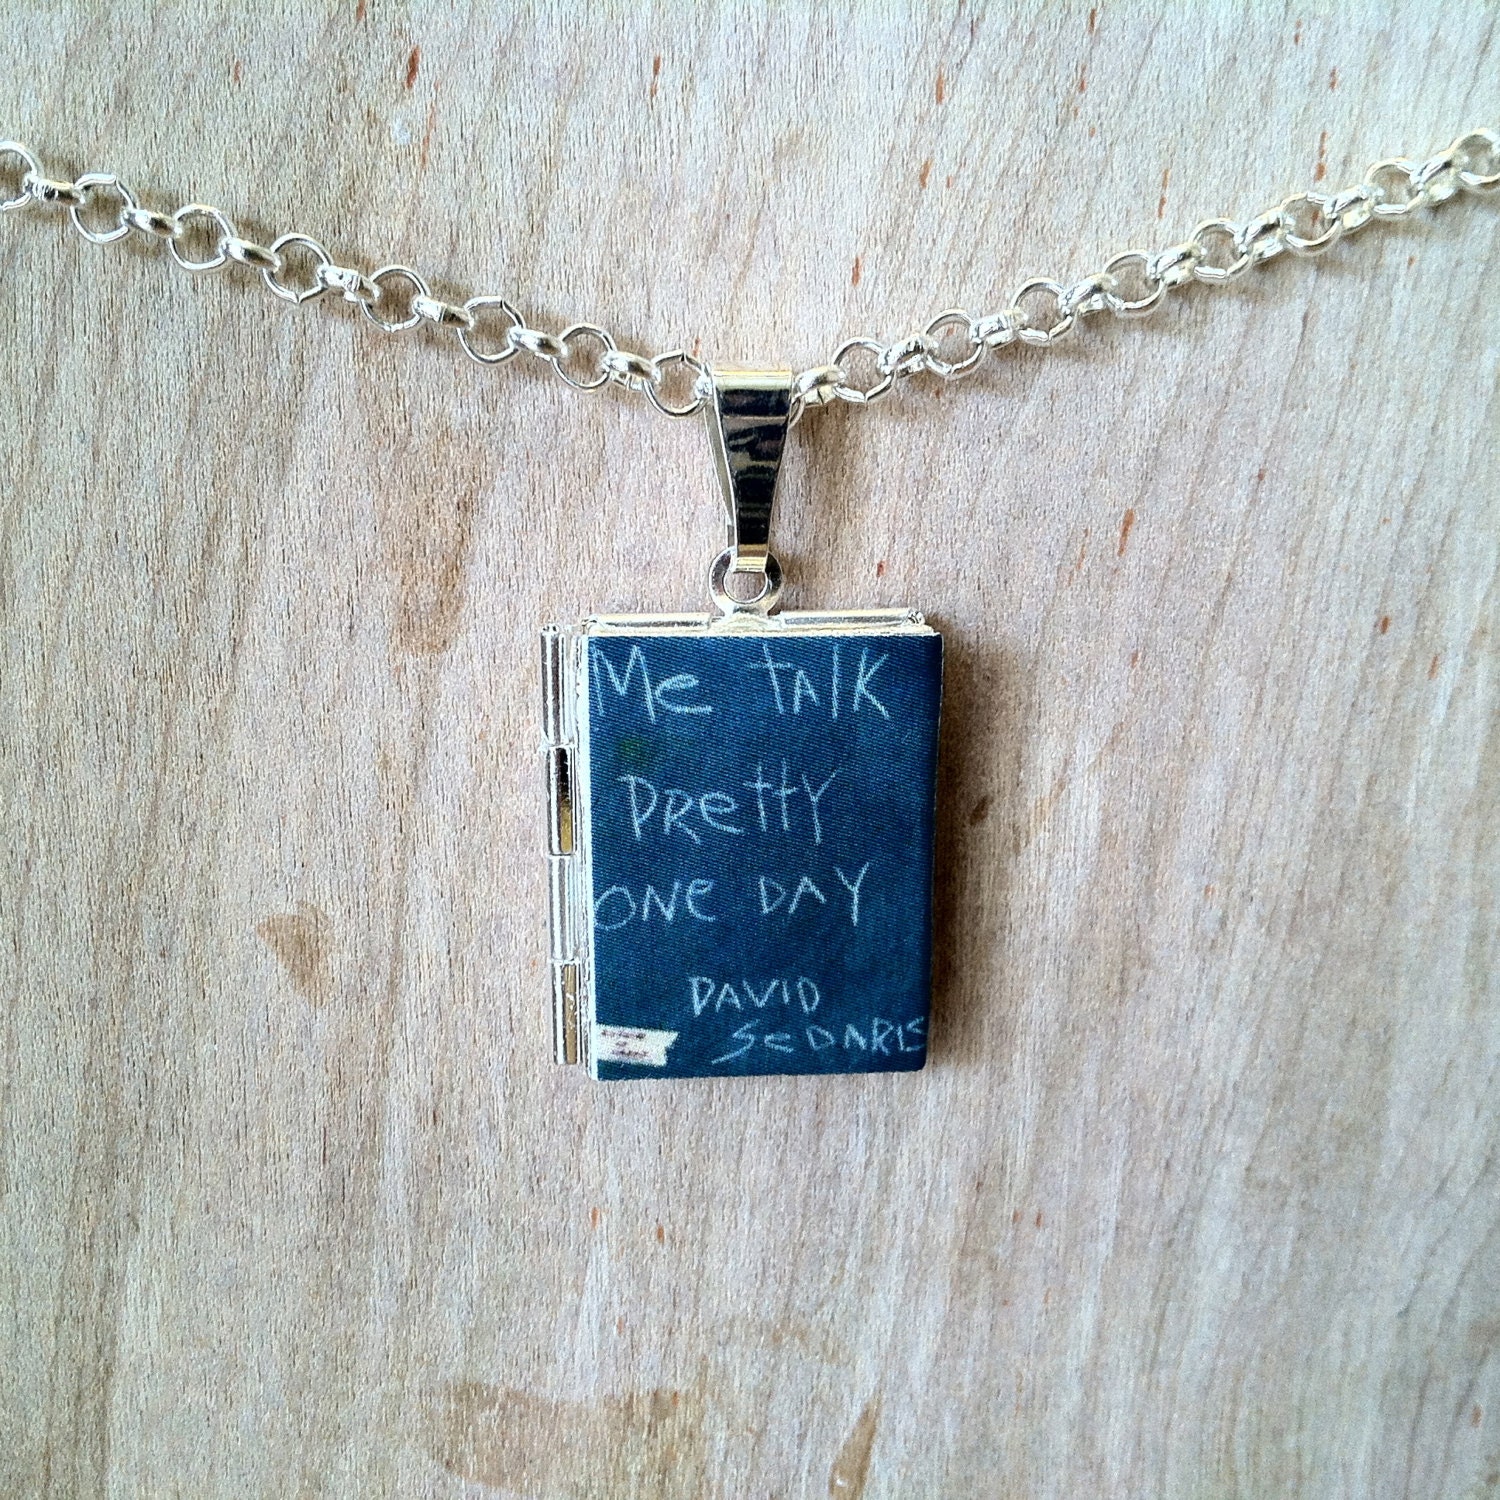 Me tALK
PReTTY
ONe DAY
DAVID
SeDARIS